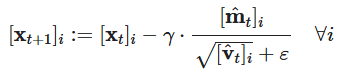 [x_{t+1}]_i := [x_t]_i − γ · [m̂_t]_i / (√[v̂_t]_i + ε) ∀i